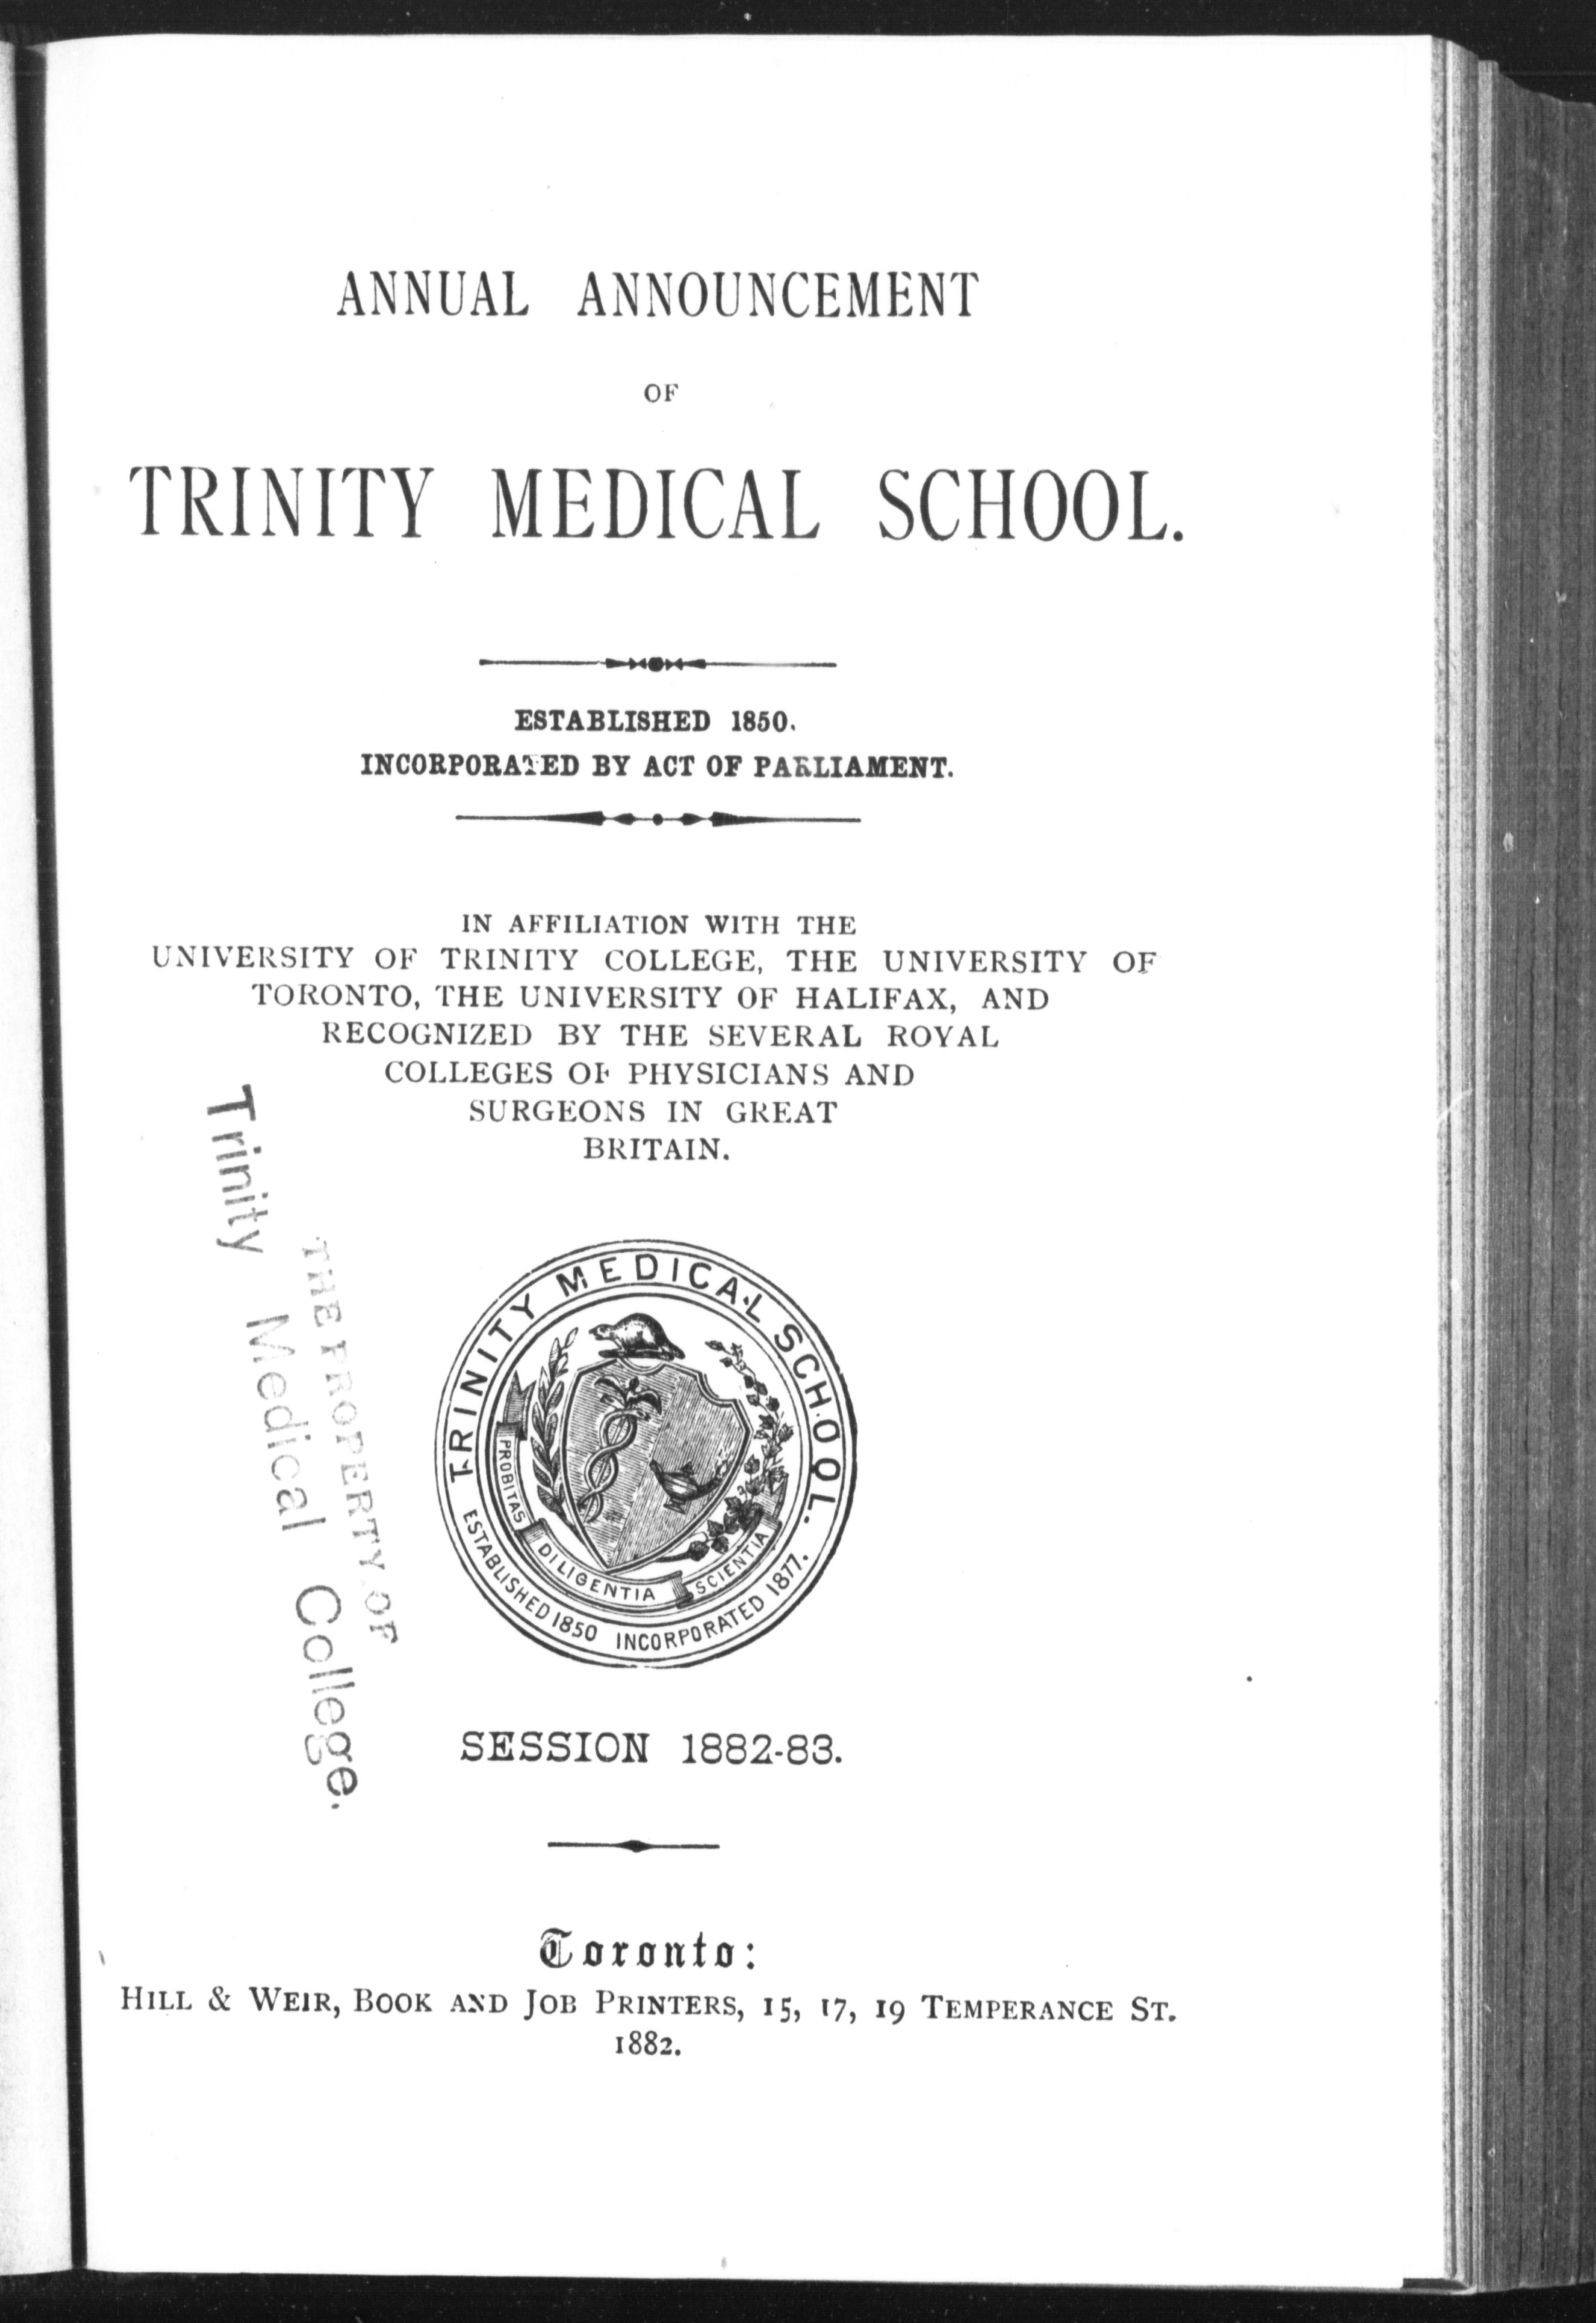 ANNUAL ANNOUNCEMENT
OF
TRINITY MEDICAL SCHOOL.
ESTABLISHED 1850.
INCORPORATED BY ACT OF PARLIAMENT.
IN AFFILIATION WITH THE
UNIVERSITY OF TRINITY COLLEGE, THE UNIVERSITY OF
TORONTO, THE UNIVERSITY OF HALIFAX, AND
RECOGNIZED BY THE SEVERAL ROYAL
COLLEGES OF PHYSICIANS AND
SURGEONS IN GREAT
BRITAIN.
THE PROPERTY OF
Trinity Medical College.
TRINITY MEDICAL SCHOOL.
PROBITAS
DILIGENTIA
SCIENTIA
ESTABLISHED 1850 INCORPORATED 1877.
SESSION 1882-83.
Toronto:
HILL & WEIR, BOOK AND JOB PRINTERS, 15, 17, 19 TEMPERANCE ST.
1882.